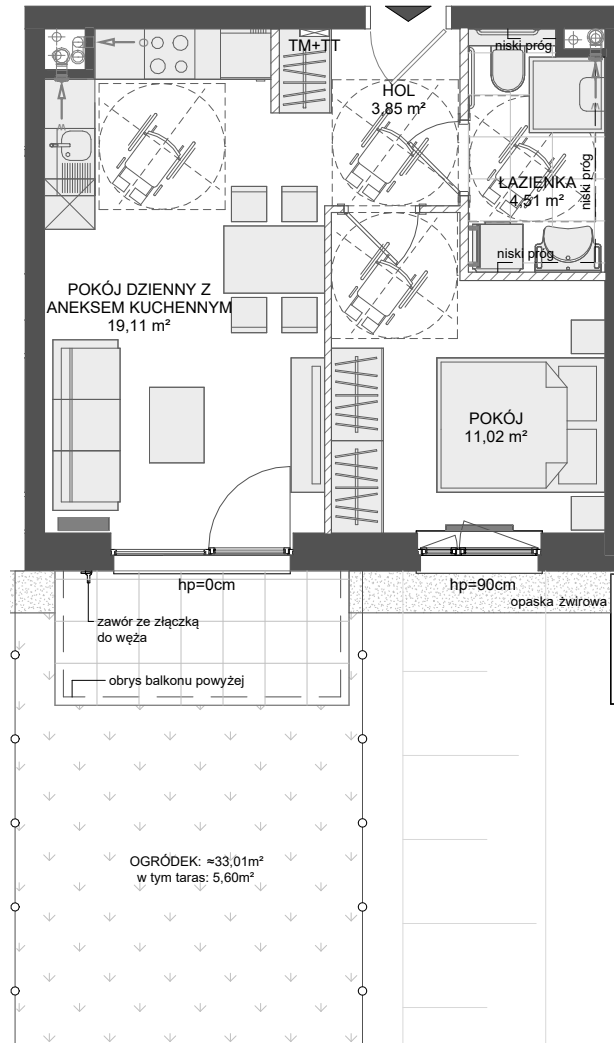 niski próg
TM+TT
HOL
3,85 m²
ŁAZIENKA
4,51 m²
niski próg
niski próg
POKÓJ DZIENNY Z
ANEKSEM KUCHENNYM
19,11 m²
POKÓJ
11,02 m²
hp=0cm
hp=90cm
opaska żwirowa
zawór ze złączką
do węża
obrys balkonu powyżej
OGRÓDEK: ≈33,01m²
w tym taras: 5,60m²